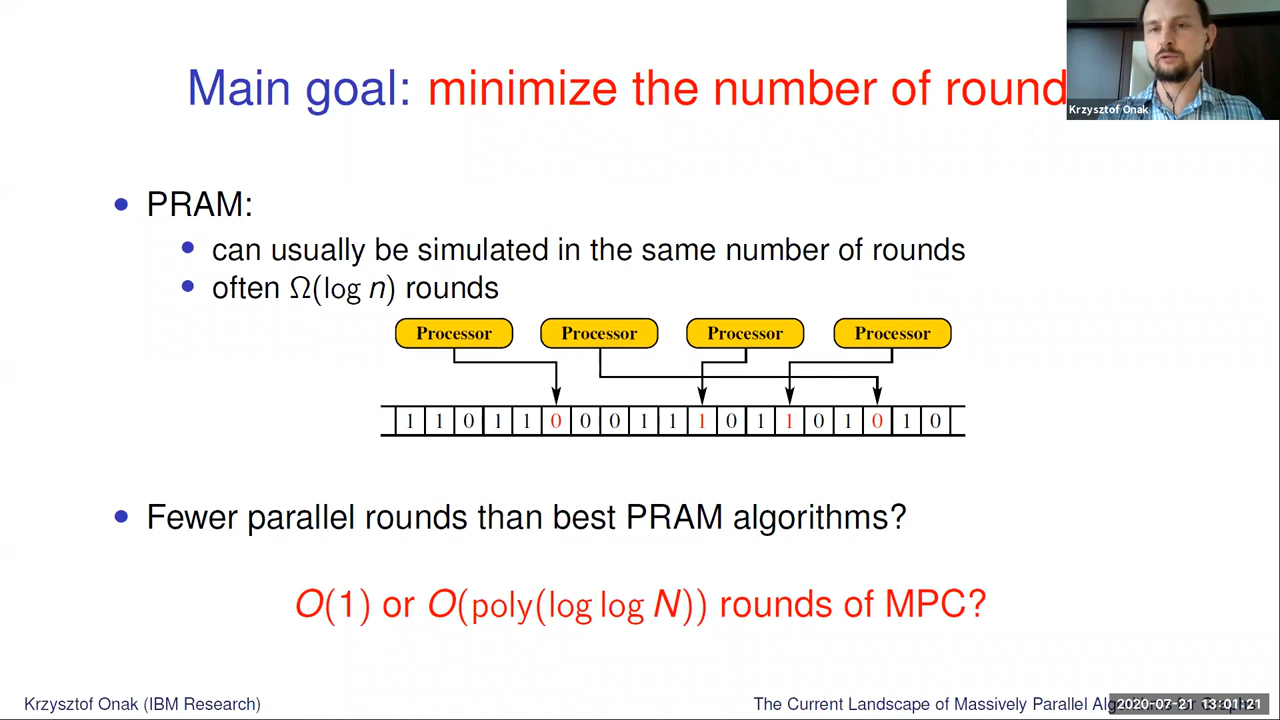 Main goal: minimize the number of round
Krzysztof Onak
• PRAM:
• can usually be simulated in the same number of rounds
• often Ω(log n) rounds
Processor Processor Processor Processor
1 1 0 1 1 0 0 0 1 1 1 0 1 1 0 1 0 1 0
• Fewer parallel rounds than best PRAM algorithms?
O(1) or O(poly(log log N)) rounds of MPC?
Krzysztof Onak (IBM Research) The Current Landscape of Massively Parallel
2020-07-21 13:01:21